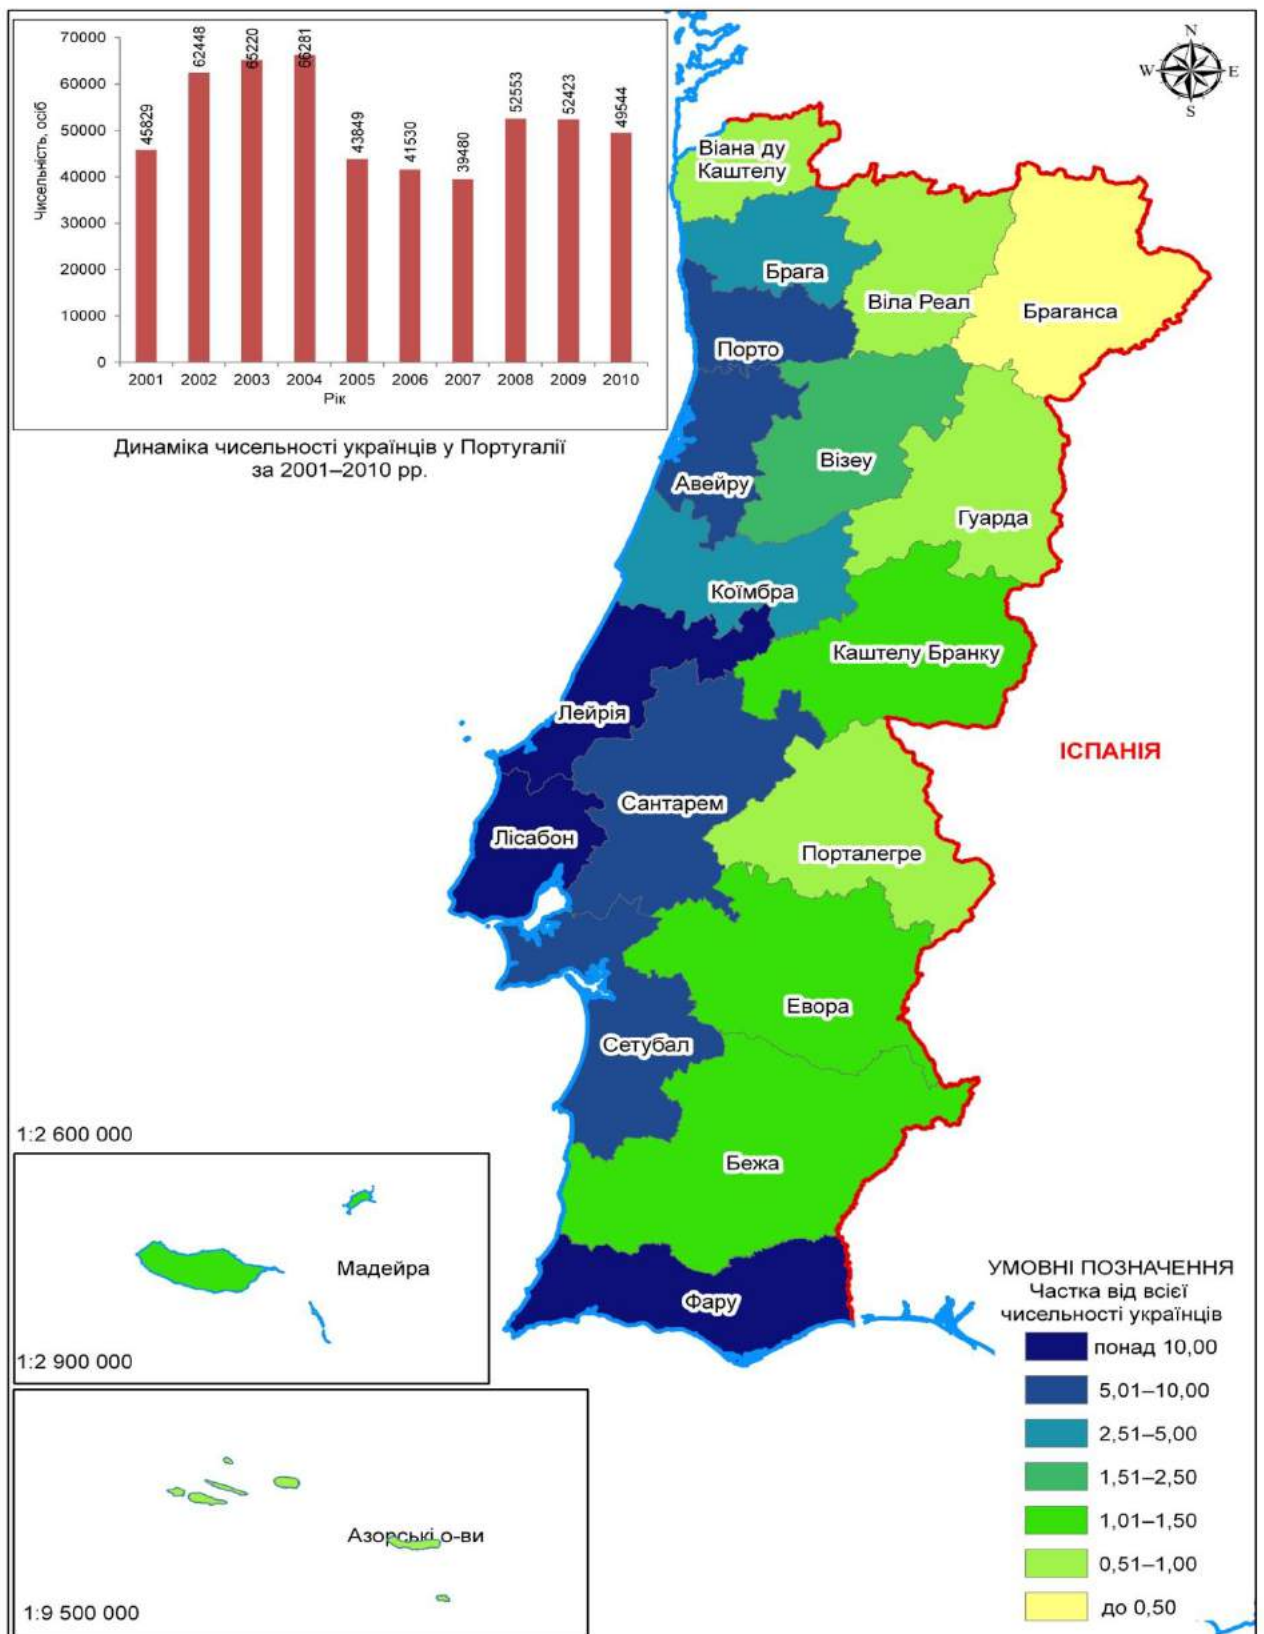 70000
60000
50000
40000
30000
20000
10000
0
Чисельність, осіб
45829
62448
65220
66281
43849
41530
39480
52553
52423
49544
2001 2002 2003 2004 2005 2006 2007 2008 2009 2010
Рік
Динаміка чисельності українців у Португалії
за 2001–2010 рр.
N
W E
S
Віана ду
Каштелу
Брага
Віла Реал
Браганса
Порто
Авейру
Візеу
Гуарда
Коїмбра
Каштелу Бранку
Лейрія
ІСПАНІЯ
Сантарем
Лісабон
Порталегре
Евора
Сетубал
Бежа
Фару
1:2 600 000
Мадейра
1:2 900 000
Азорські о-ви
1:9 500 000
УМОВНІ ПОЗНАЧЕННЯ
Частка від всієї
чисельності українців
понад 10,00
5,01–10,00
2,51–5,00
1,51–2,50
1,01–1,50
0,51–1,00
до 0,50